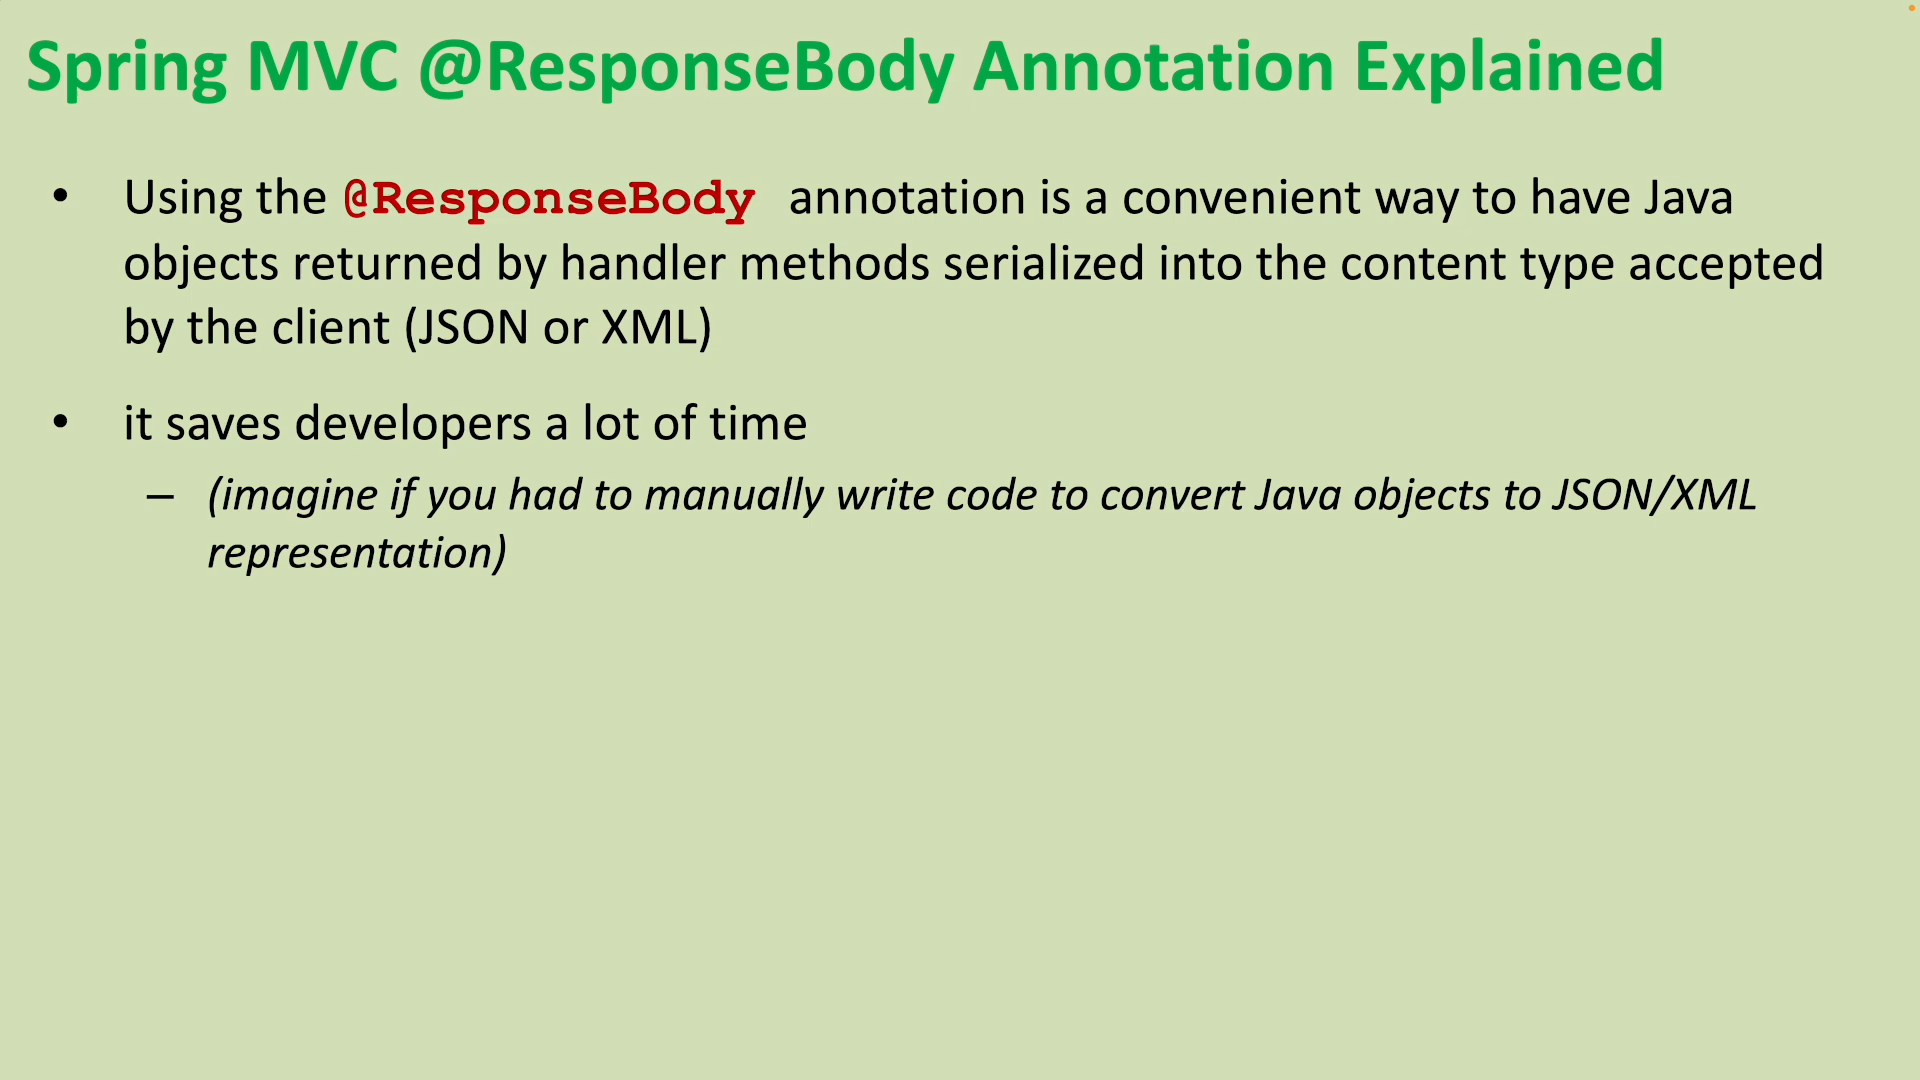 Spring MVC @ResponseBody Annotation Explained
• Using the @ResponseBody annotation is a convenient way to have Java
objects returned by handler methods serialized into the content type accepted
by the client (JSON or XML)
• it saves developers a lot of time
– (imagine if you had to manually write code to convert Java objects to JSON/XML
representation)